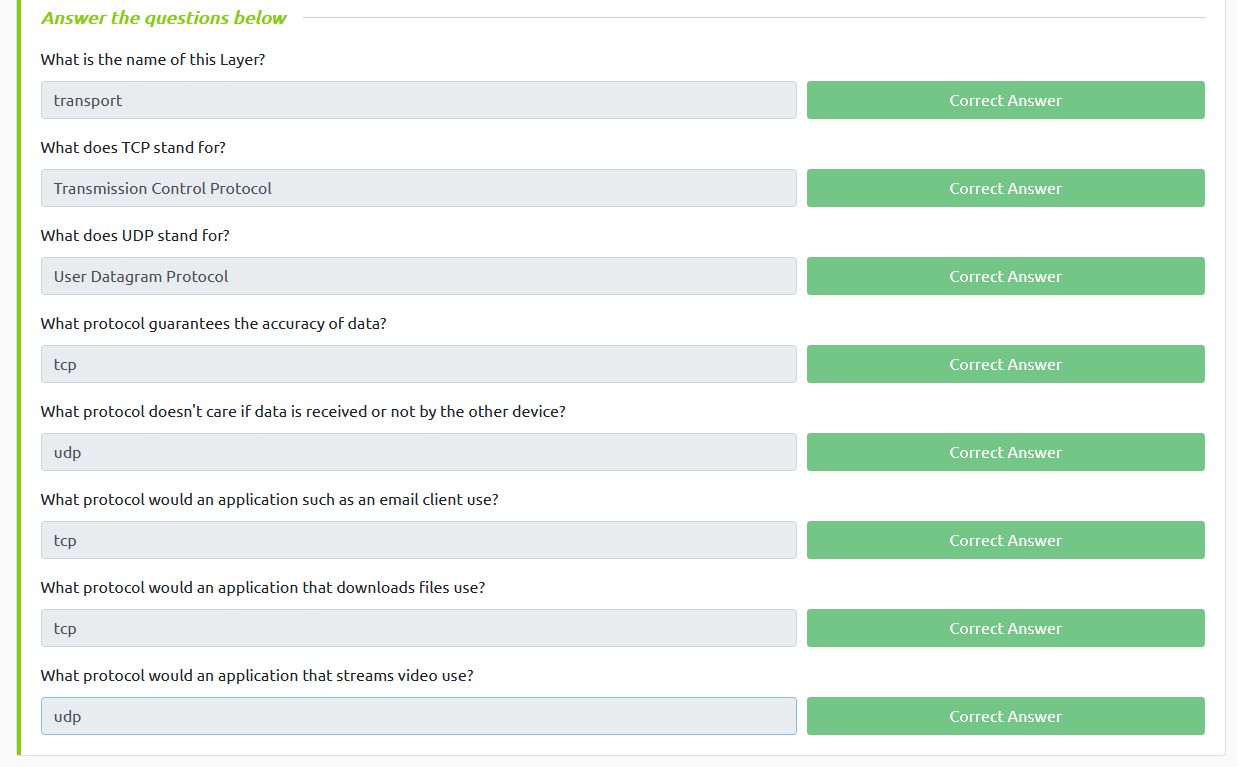 Answer the questions below
What is the name of this Layer?
transport
Correct Answer
What does TCP stand for?
Transmission Control Protocol
Correct Answer
What does UDP stand for?
User Datagram Protocol
Correct Answer
What protocol guarantees the accuracy of data?
tcp
Correct Answer
What protocol doesn't care if data is received or not by the other device?
udp
Correct Answer
What protocol would an application such as an email client use?
tcp
Correct Answer
What protocol would an application that downloads files use?
tcp
Correct Answer
What protocol would an application that streams video use?
udp
Correct Answer